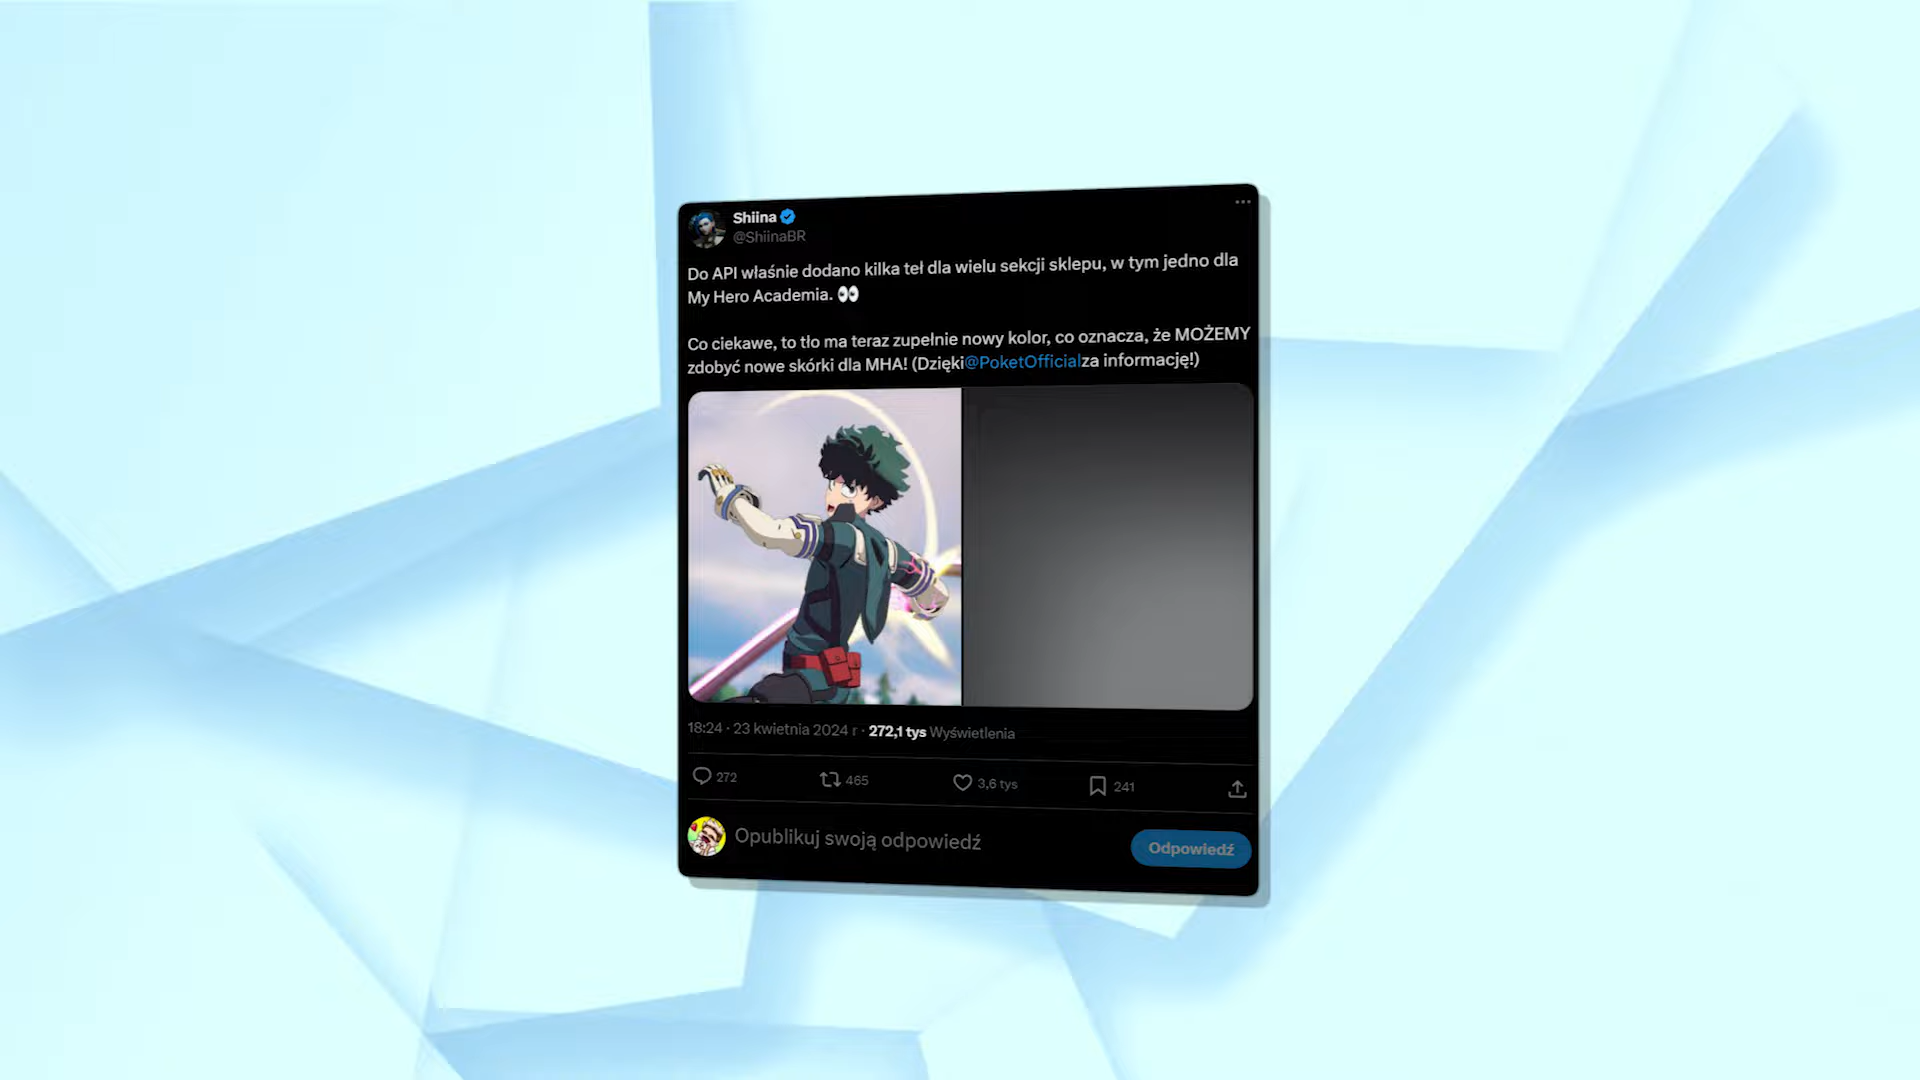 Shiina
@ShiinaBR
Do API właśnie dodano kilka teł dla wielu sekcji sklepu, w tym jedno dla
My Hero Academia. 👀
Co ciekawe, to tło ma teraz zupełnie nowy kolor, co oznacza, że MOŻEMY
zdobyć nowe skórki dla MHA! (Dzięki@PoketOfficialza informację!)
18:24 · 23 kwietnia 2024 r · 272,1 tys Wyświetlenia
272 465 3,6 tys 241
Opublikuj swoją odpowiedź
Odpowiedź